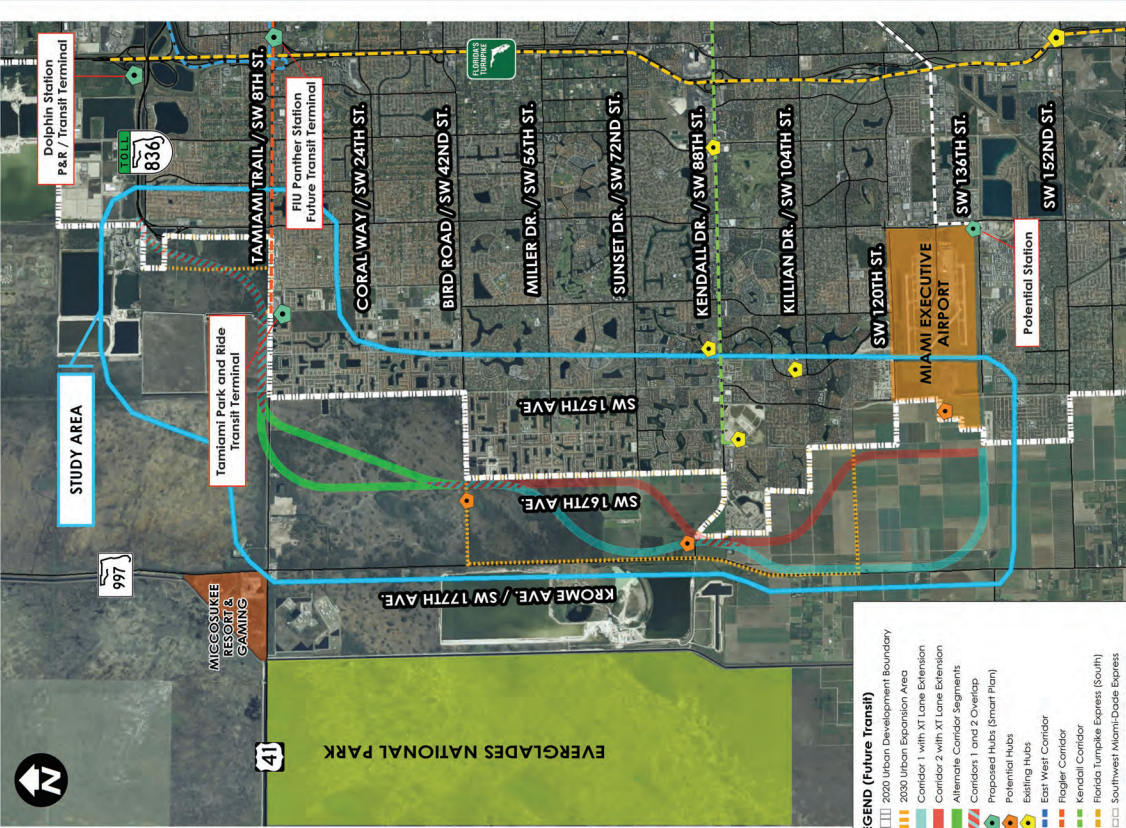 Dolphin Station
P&R / Transit Terminal
TOLL
836
TAMIAMI TRAIL / SW 8TH ST.
FIU Panther Station
Future Transit Terminal
FLORIDA'S
TURNPIKE
CORAL WAY / SW 24TH ST.
BIRD ROAD / SW 42ND ST.
MILLER DR. / SW 56TH ST.
SUNSET DR. / SW 72ND ST.
KENDALL DR. / SW 88TH ST.
KILLIAN DR. / SW 104TH ST.
SW 120TH ST.
SW 136TH ST.
SW 152ND ST.
MIAMI EXECUTIVE
AIRPORT
Potential Station
STUDY AREA
Tamiami Park and Ride
Transit Terminal
SW 157TH AVE.
SW 167TH AVE.
KROME AVE. / SW 177TH AVE.
997
MICCOSUKEE
RESORT &
GAMING
41
EVERGLADES NATIONAL PARK
N
GEND (Future Transit)
2020 Urban Development Boundary
2030 Urban Expansion Area
Corridor 1 with XT Lane Extension
Corridor 2 with XT Lane Extension
Alternate Corridor Segments
Corridors 1 and 2 Overlap
Proposed Hubs (Smart Plan)
Potential Hubs
Existing Hubs
East West Corridor
Flagler Corridor
Kendall Corridor
Florida Turnpike Express (South)
Southwest Miami-Dade Express